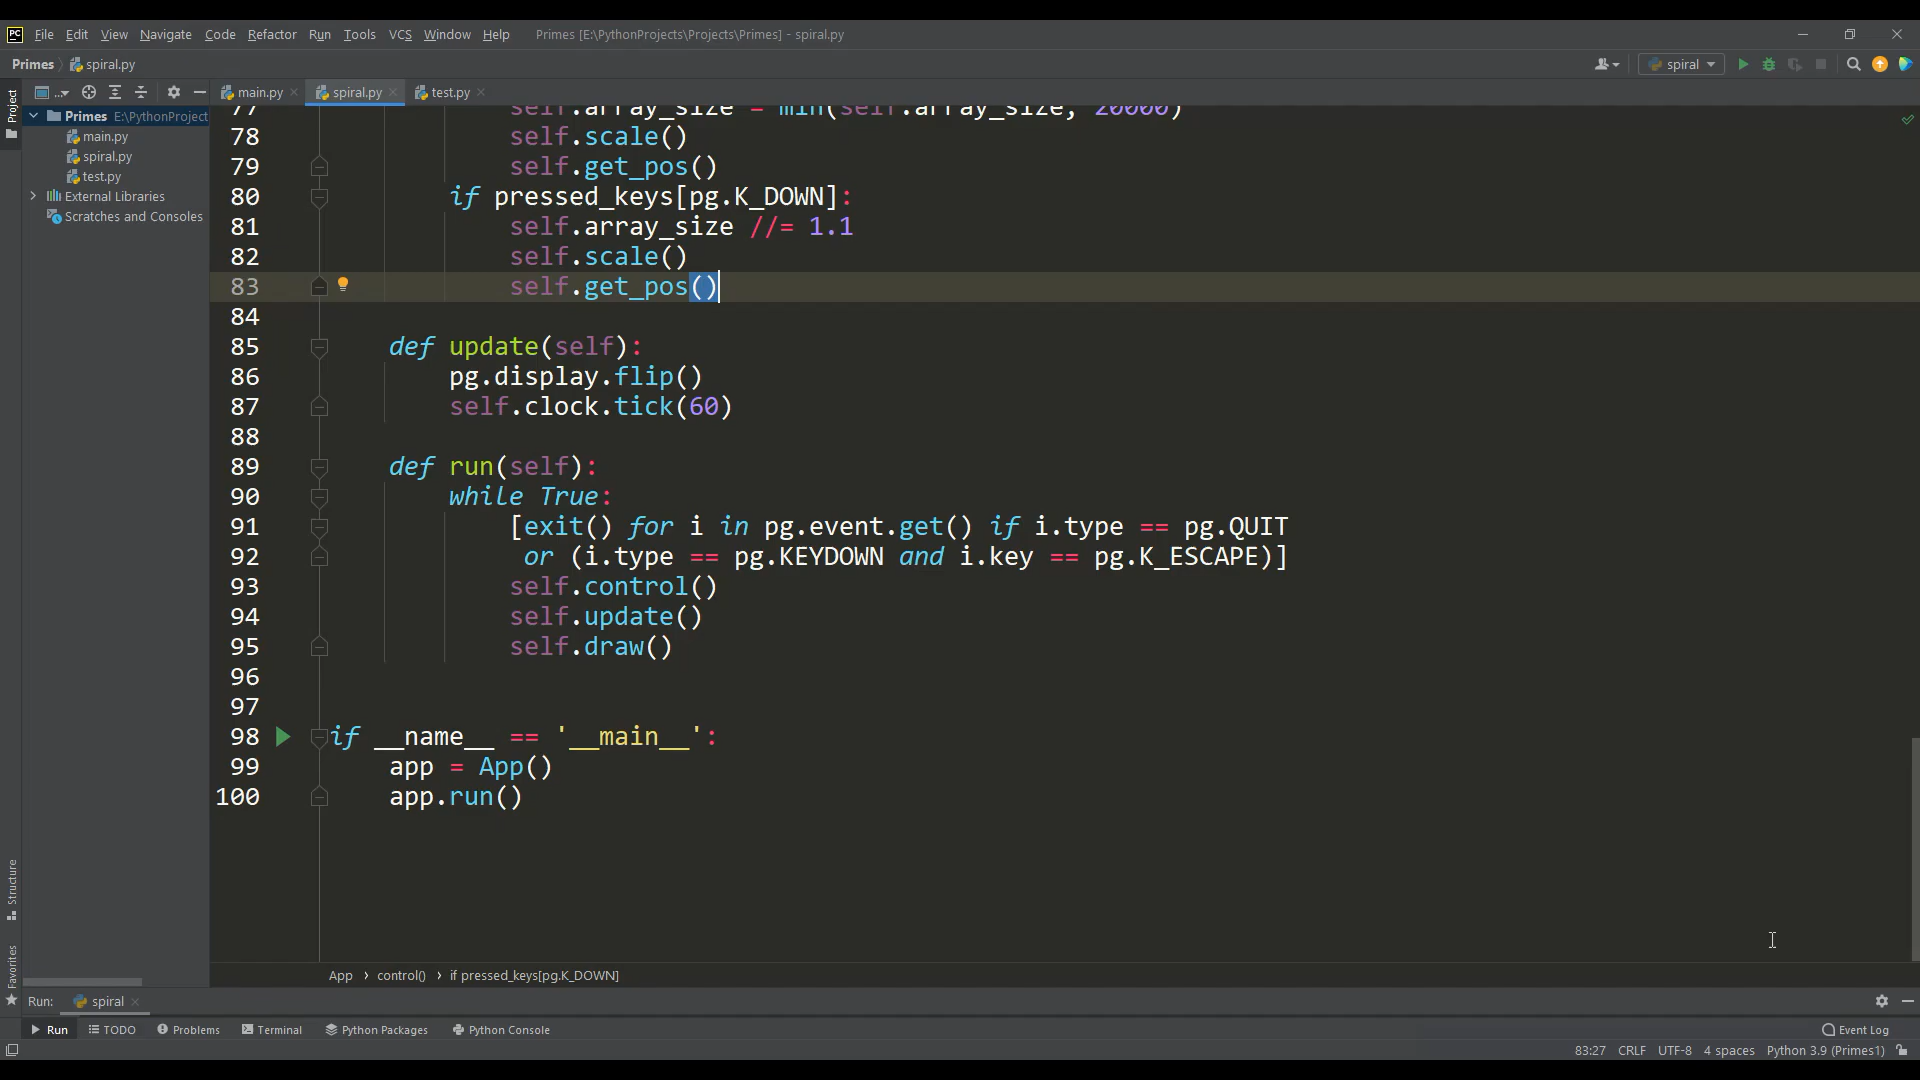 PC File Edit View Navigate Code Refactor Run Tools VCS Window Help Primes [E:\PythonProjects\Projects\Primes] - spiral.py
Primes spiral.py spiral
Project
main.py spiral.py test.py
Primes E:\PythonProject
main.py
spiral.py
test.py
External Libraries
Scratches and Consoles
77 self.array_size = min(self.array_size, 20000)
78 self.scale()
79 self.get_pos()
80 if pressed_keys[pg.K_DOWN]:
81 self.array_size //= 1.1
82 self.scale()
83 self.get_pos()
84
85 def update(self):
86 pg.display.flip()
87 self.clock.tick(60)
88
89 def run(self):
90 while True:
91 [exit() for i in pg.event.get() if i.type == pg.QUIT
92 or (i.type == pg.KEYDOWN and i.key == pg.K_ESCAPE)]
93 self.control()
94 self.update()
95 self.draw()
96
97
98 if __name__ == '__main__':
99 app = App()
100 app.run()
Structure
Favorites
App › control() › if pressed_keys[pg.K_DOWN]
Run: spiral
Run TODO Problems Terminal Python Packages Python Console Event Log
83:27 CRLF UTF-8 4 spaces Python 3.9 (Primes1)